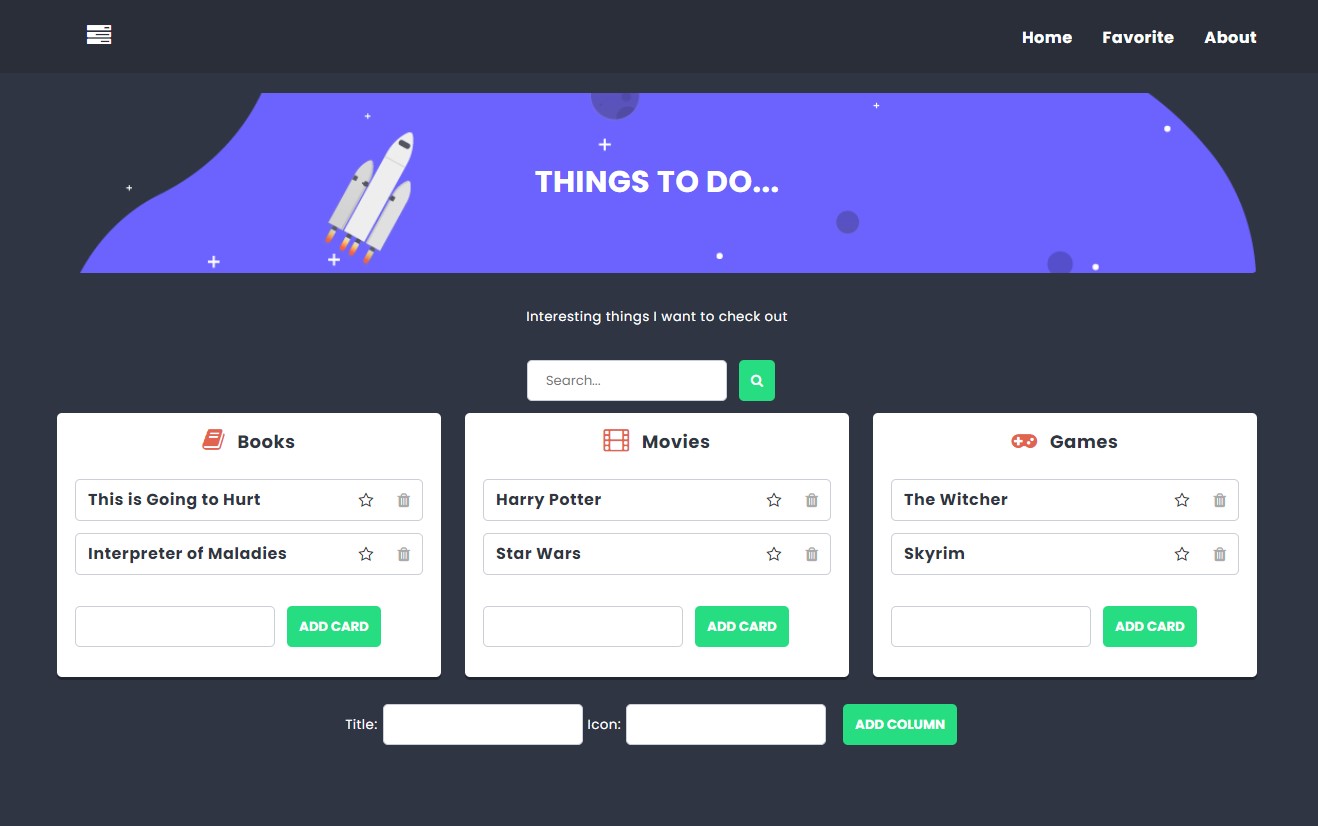 Home Favorite About
THINGS TO DO...
Interesting things I want to check out
Search...
Books
This is Going to Hurt
Interpreter of Maladies
ADD CARD
Movies
Harry Potter
Star Wars
ADD CARD
Games
The Witcher
Skyrim
ADD CARD
Title: Icon: ADD COLUMN